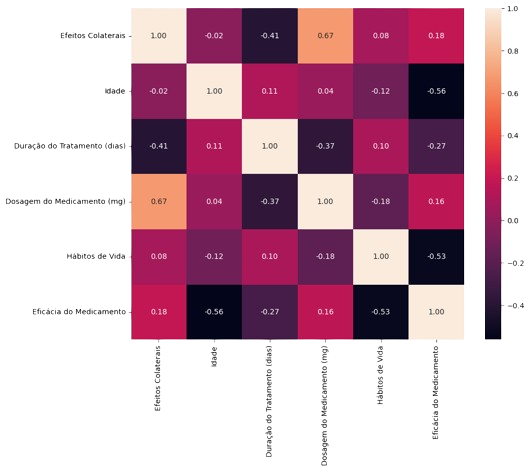 Efeitos Colaterais 1.00 -0.02 -0.41 0.67 0.08 0.18
Idade -0.02 1.00 0.11 0.04 -0.12 -0.56
Duração do Tratamento (dias) -0.41 0.11 1.00 -0.37 0.10 -0.27
Dosagem do Medicamento (mg) 0.67 0.04 -0.37 1.00 -0.18 0.16
Hábitos de Vida 0.08 -0.12 0.10 -0.18 1.00 -0.53
Eficácia do Medicamento 0.18 -0.56 -0.27 0.16 -0.53 1.00
Efeitos Colaterais
Idade
Duração do Tratamento (dias)
Dosagem do Medicamento (mg)
Hábitos de Vida
Eficácia do Medicamento
1.0
0.8
0.6
0.4
0.2
0.0
−0.2
−0.4